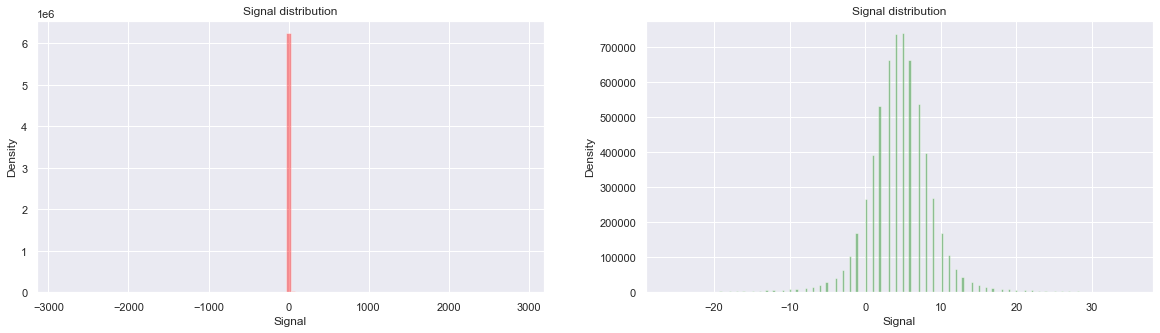 Signal distribution
1e6
6
5
4
3
2
1
0
Density
−3000 −2000 −1000 0 1000 2000 3000
Signal
Signal distribution
700000
600000
500000
400000
300000
200000
100000
0
Density
−20 −10 0 10 20 30
Signal